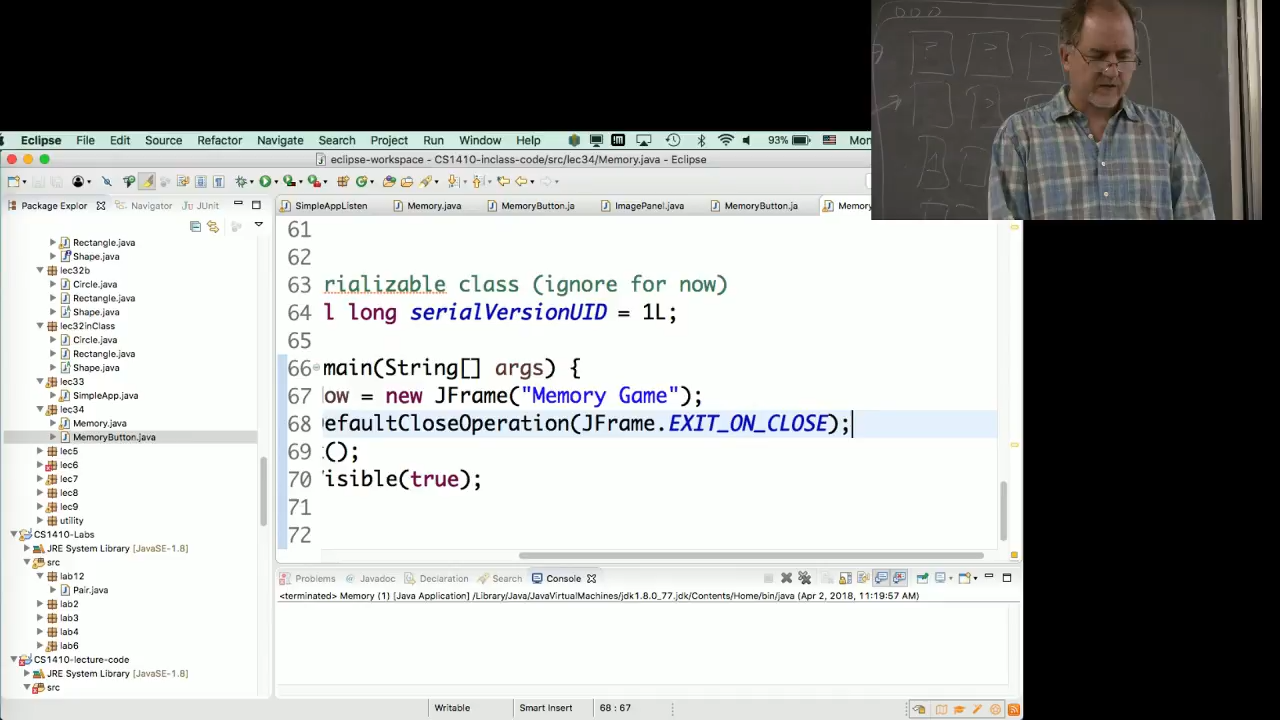 Eclipse File Edit Source Refactor Navigate Search Project Run Window Help 93% Mon
eclipse-workspace - CS1410-inclass-code/src/lec34/Memory.java - Eclipse
Package Explor Navigator JUnit
SimpleAppListen Memory.java MemoryButton.ja ImagePanel.java MemoryButton.ja Memory
Rectangle.java
Shape.java
lec32b
Circle.java
Rectangle.java
Shape.java
lec32inClass
Circle.java
Rectangle.java
Shape.java
lec33
SimpleApp.java
lec34
Memory.java
MemoryButton.java
lec5
lec6
lec7
lec8
lec9
utility
CS1410-Labs
JRE System Library [JavaSE-1.8]
src
lab12
Pair.java
lab2
lab3
lab4
lab6
CS1410-lecture-code
JRE System Library [JavaSE-1.8]
src
61
62
63 rializable class (ignore for now)
64 l long serialVersionUID = 1L;
65
66 main(String[] args) {
67 ow = new JFrame("Memory Game");
68 efaultCloseOperation(JFrame.EXIT_ON_CLOSE);
69 ();
70 isible(true);
71
72
Problems Javadoc Declaration Search Console
<terminated> Memory (1) [Java Application] /Library/Java/JavaVirtualMachines/jdk1.8.0_77.jdk/Contents/Home/bin/java (Apr 2, 2018, 11:19:57 AM)
Writable Smart Insert 68 : 67